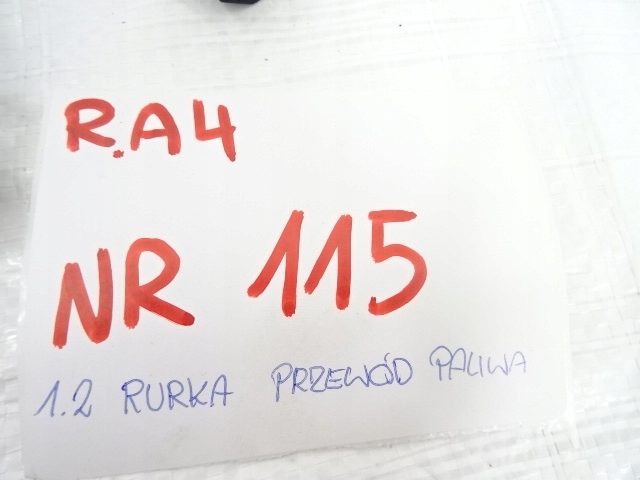 R.A4
NR 115
1.2 RURKA PRZEWÓD PALIWA